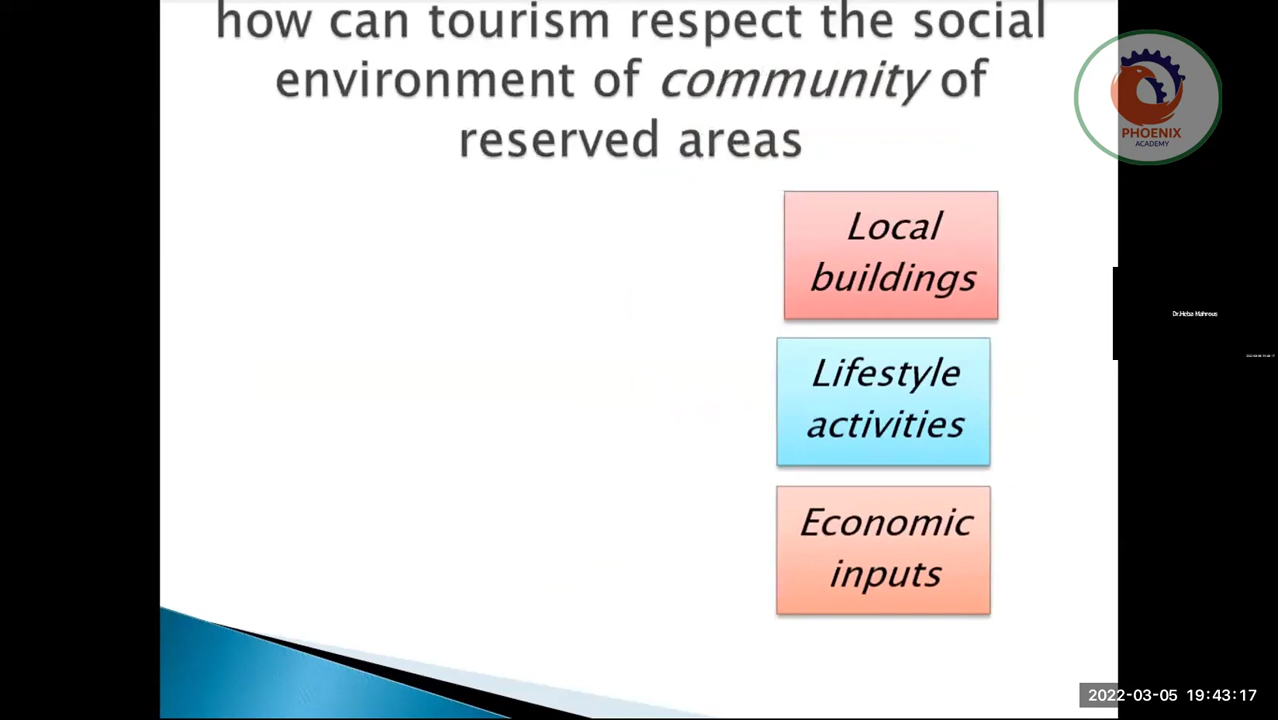 how can tourism respect the social
environment of community of
reserved areas
PHOENIX
ACADEMY
Local
buildings
Lifestyle
activities
Economic
inputs
Dr.Heba Mahrous
2022-03-05 19:43:17